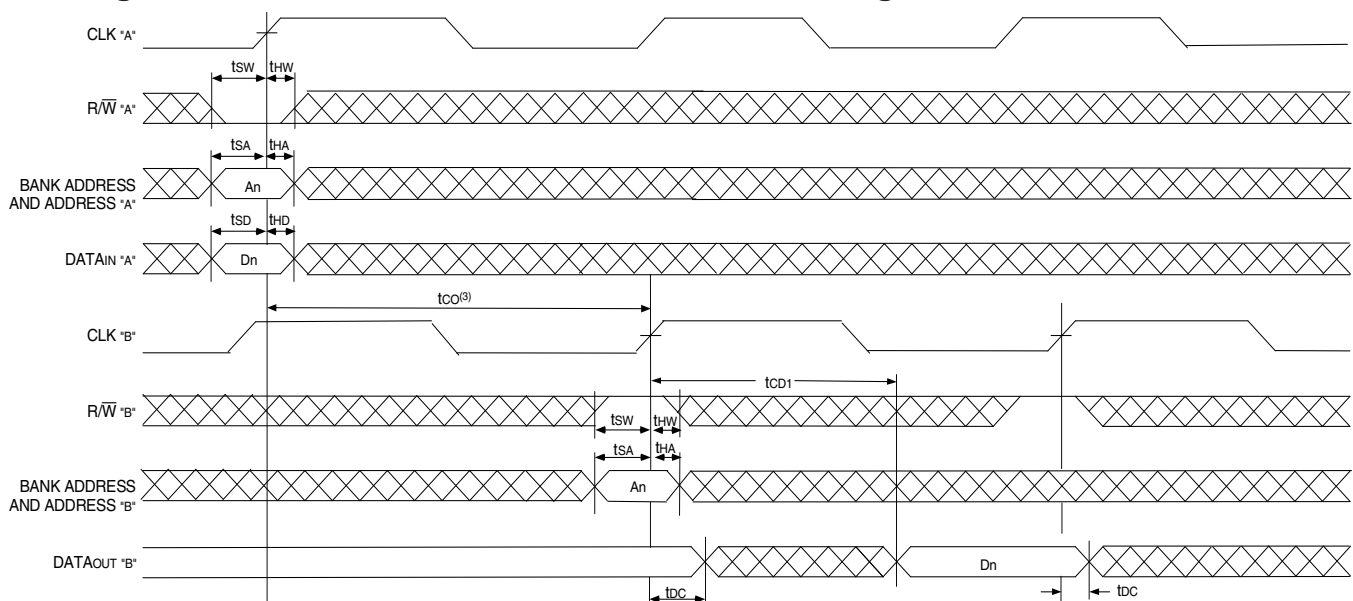 CLK "A"
tSW tHW
R/W̅ "A"
tSA tHA
BANK ADDRESS
AND ADDRESS "A"
An
tSD tHD
DATAIN "A"
Dn
tCO(3)
CLK "B"
tCD1
R/W̅ "B"
tSW tHW
tSA tHA
BANK ADDRESS
AND ADDRESS "B"
An
DATAOUT "B"
Dn
tDC
tDC